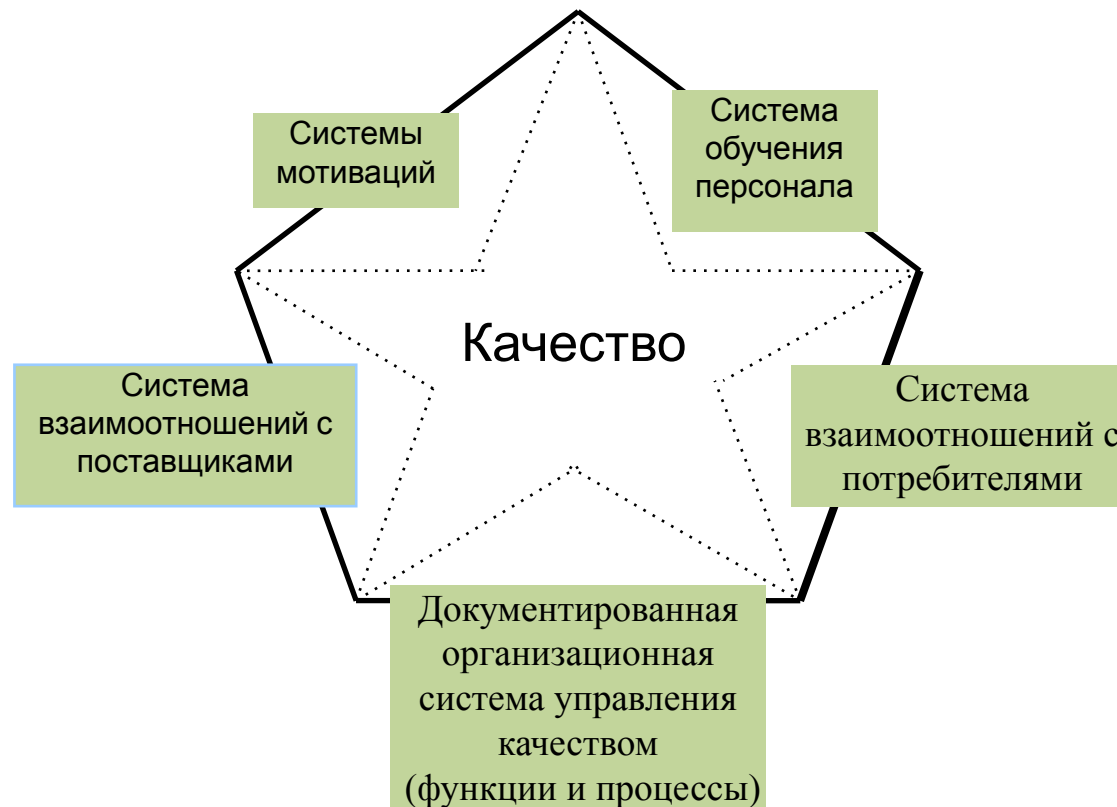 Системы
мотиваций
Система
обучения
персонала
Качество
Система
взаимоотношений с
поставщиками
Система
взаимоотношений с
потребителями
Документированная
организационная
система управления
качеством
(функции и процессы)